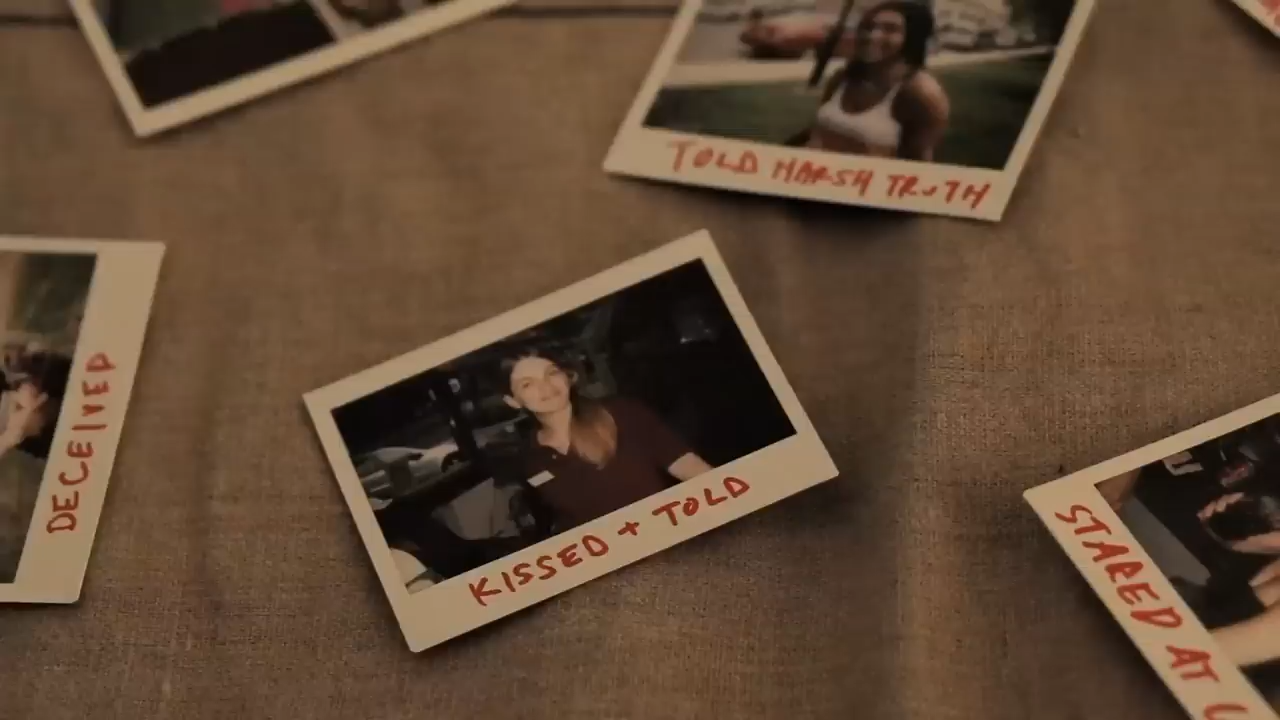 TOLD HARSH TRUTH
DECEIVED
KISSED + TOLD
STARED AT